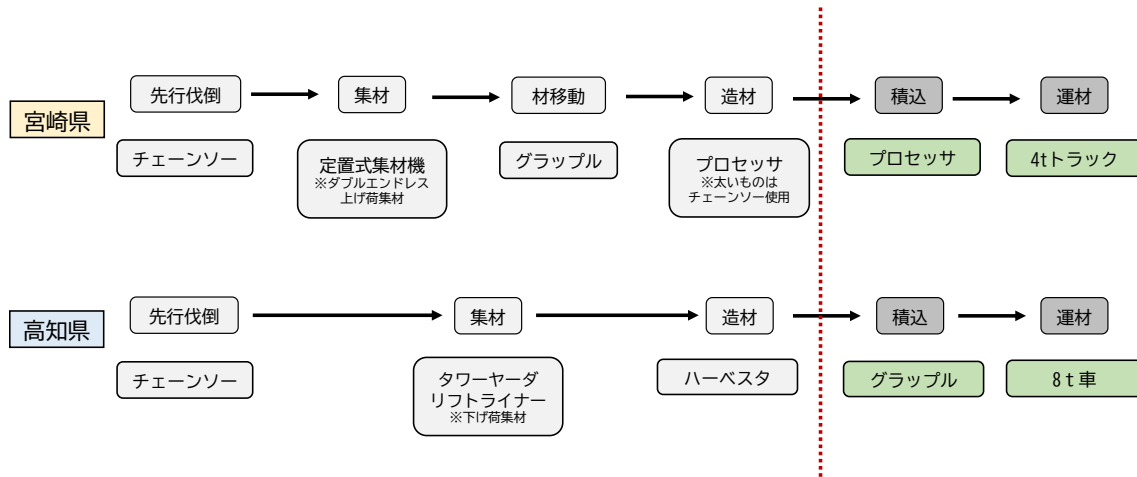 宮崎県
先行伐倒
集材
材移動
造材
積込
運材
チェーンソー
定置式集材機
※ダブルエンドレス
上げ荷集材
グラップル
プロセッサ
※太いものは
チェーンソー使用
プロセッサ
4tトラック
高知県
先行伐倒
集材
造材
積込
運材
チェーンソー
タワーヤーダ
リフトライナー
※下げ荷集材
ハーベスタ
グラップル
8t車